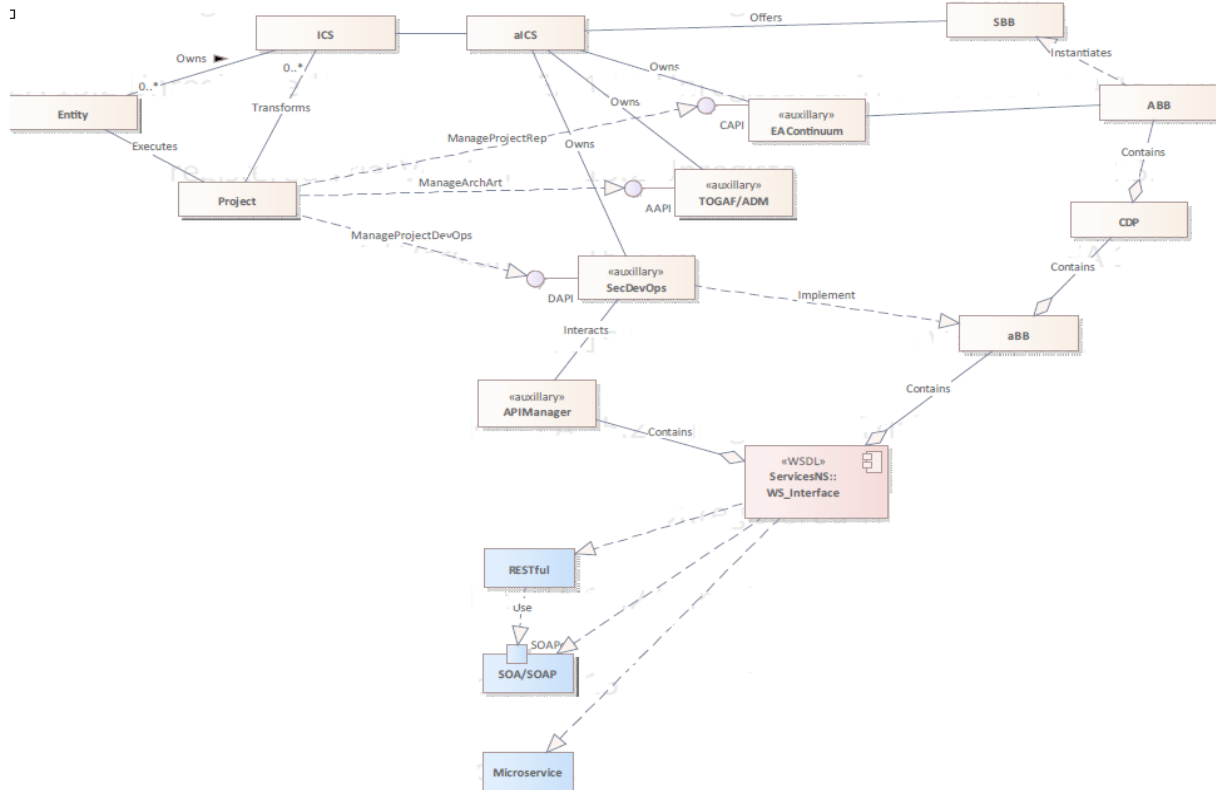 Offers
SBB
ICS
aICS
Owns
0..*
Instantiates
Owns
0..*
ABB
Entity
Transforms
Owns
«auxillary»
EAContinuum
CAPI
ManageProjectRep
Executes
Owns
Contains
ManageArchArt
«auxillary»
TOGAF/ADM
Project
AAPI
CDP
ManageProjectDevOps
«auxillary»
SecDevOps
Contains
DAPI
Implement
Interacts
aBB
«auxillary»
APIManager
Contains
Contains
«WSDL»
ServicesNS::
WS_Interface
RESTful
Use
SOAP
SOA/SOAP
Microservice